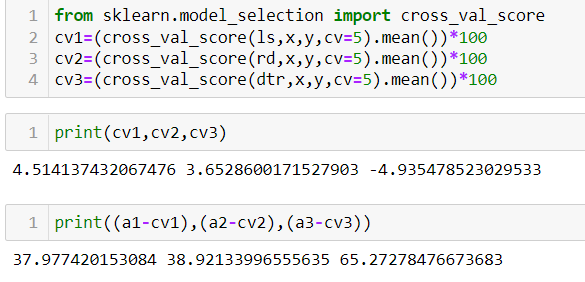 1 from sklearn.model_selection import cross_val_score
2 cv1=(cross_val_score(ls,x,y,cv=5).mean())*100
3 cv2=(cross_val_score(rd,x,y,cv=5).mean())*100
4 cv3=(cross_val_score(dtr,x,y,cv=5).mean())*100
1 print(cv1,cv2,cv3)
4.514137432067476 3.6528600171527903 -4.935478523029533
1 print((a1-cv1),(a2-cv2),(a3-cv3))
37.977420153084 38.92133996555635 65.27278476673683